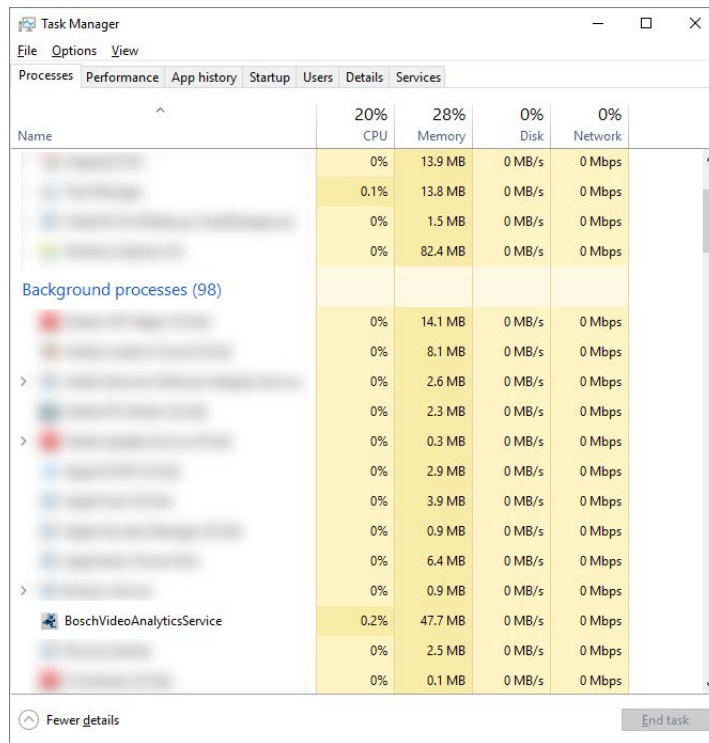 Task Manager
File Options View
Processes Performance App history Startup Users Details Services
20% 28% 0% 0%
Name CPU Memory Disk Network
0% 13.9 MB 0 MB/s 0 Mbps
0.1% 13.8 MB 0 MB/s 0 Mbps
0% 1.5 MB 0 MB/s 0 Mbps
0% 82.4 MB 0 MB/s 0 Mbps
Background processes (98)
0% 14.1 MB 0 MB/s 0 Mbps
0% 8.1 MB 0 MB/s 0 Mbps
0% 2.6 MB 0 MB/s 0 Mbps
0% 2.3 MB 0 MB/s 0 Mbps
0% 0.3 MB 0 MB/s 0 Mbps
0% 2.9 MB 0 MB/s 0 Mbps
0% 3.9 MB 0 MB/s 0 Mbps
0% 0.9 MB 0 MB/s 0 Mbps
0% 6.4 MB 0 MB/s 0 Mbps
0% 0.9 MB 0 MB/s 0 Mbps
BoschVideoAnalyticsService 0.2% 47.7 MB 0 MB/s 0 Mbps
0% 2.5 MB 0 MB/s 0 Mbps
0% 0.1 MB 0 MB/s 0 Mbps
Fewer details End task